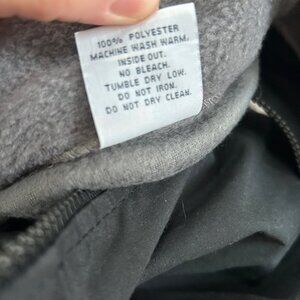 100% POLYESTER
MACHINE WASH WARM,
INSIDE OUT.
NO BLEACH.
TUMBLE DRY LOW.
DO NOT IRON.
DO NOT DRY CLEAN.